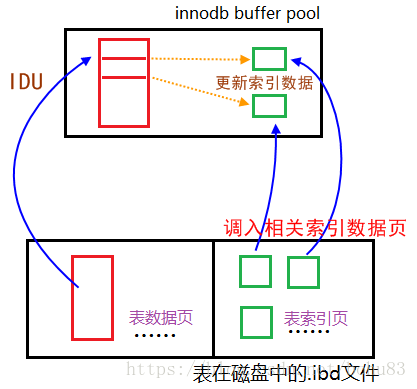 innodb buffer pool
IDU
更新索引数据
调入相关索引数据页
表数据页
······
表索引页
······
表在磁盘中的.ibd文件